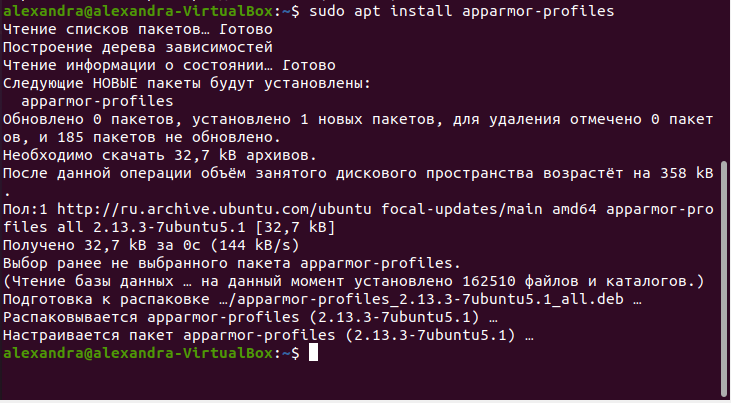 alexandra@alexandra-VirtualBox:~$ sudo apt install apparmor-profiles
Чтение списков пакетов… Готово
Построение дерева зависимостей
Чтение информации о состоянии… Готово
Следующие НОВЫЕ пакеты будут установлены:
  apparmor-profiles
Обновлено 0 пакетов, установлено 1 новых пакетов, для удаления отмечено 0 пакет
ов, и 185 пакетов не обновлено.
Необходимо скачать 32,7 kB архивов.
После данной операции объём занятого дискового пространства возрастёт на 358 kB
.
Пол:1 http://ru.archive.ubuntu.com/ubuntu focal-updates/main amd64 apparmor-pro
files all 2.13.3-7ubuntu5.1 [32,7 kB]
Получено 32,7 kB за 0с (144 kB/s)
Выбор ранее не выбранного пакета apparmor-profiles.
(Чтение базы данных … на данный момент установлено 162510 файлов и каталогов.)
Подготовка к распаковке …/apparmor-profiles_2.13.3-7ubuntu5.1_all.deb …
Распаковывается apparmor-profiles (2.13.3-7ubuntu5.1) …
Настраивается пакет apparmor-profiles (2.13.3-7ubuntu5.1) …
alexandra@alexandra-VirtualBox:~$